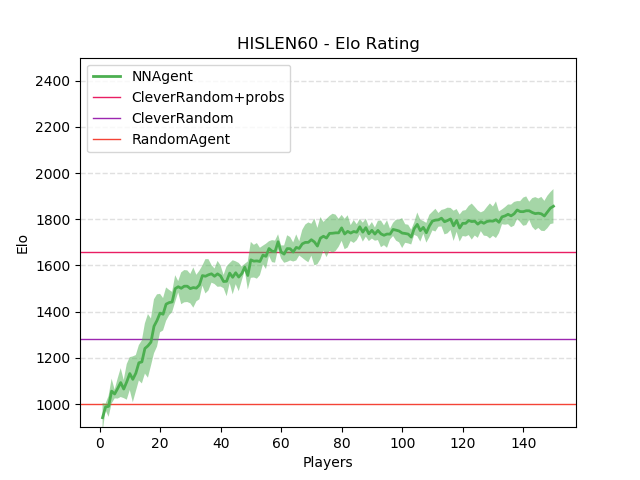 HISLEN60 - Elo Rating
NNAgent
CleverRandom+probs
CleverRandom
RandomAgent
2400
2200
2000
1800
1600
1400
1200
1000
Elo
0 20 40 60 80 100 120 140
Players